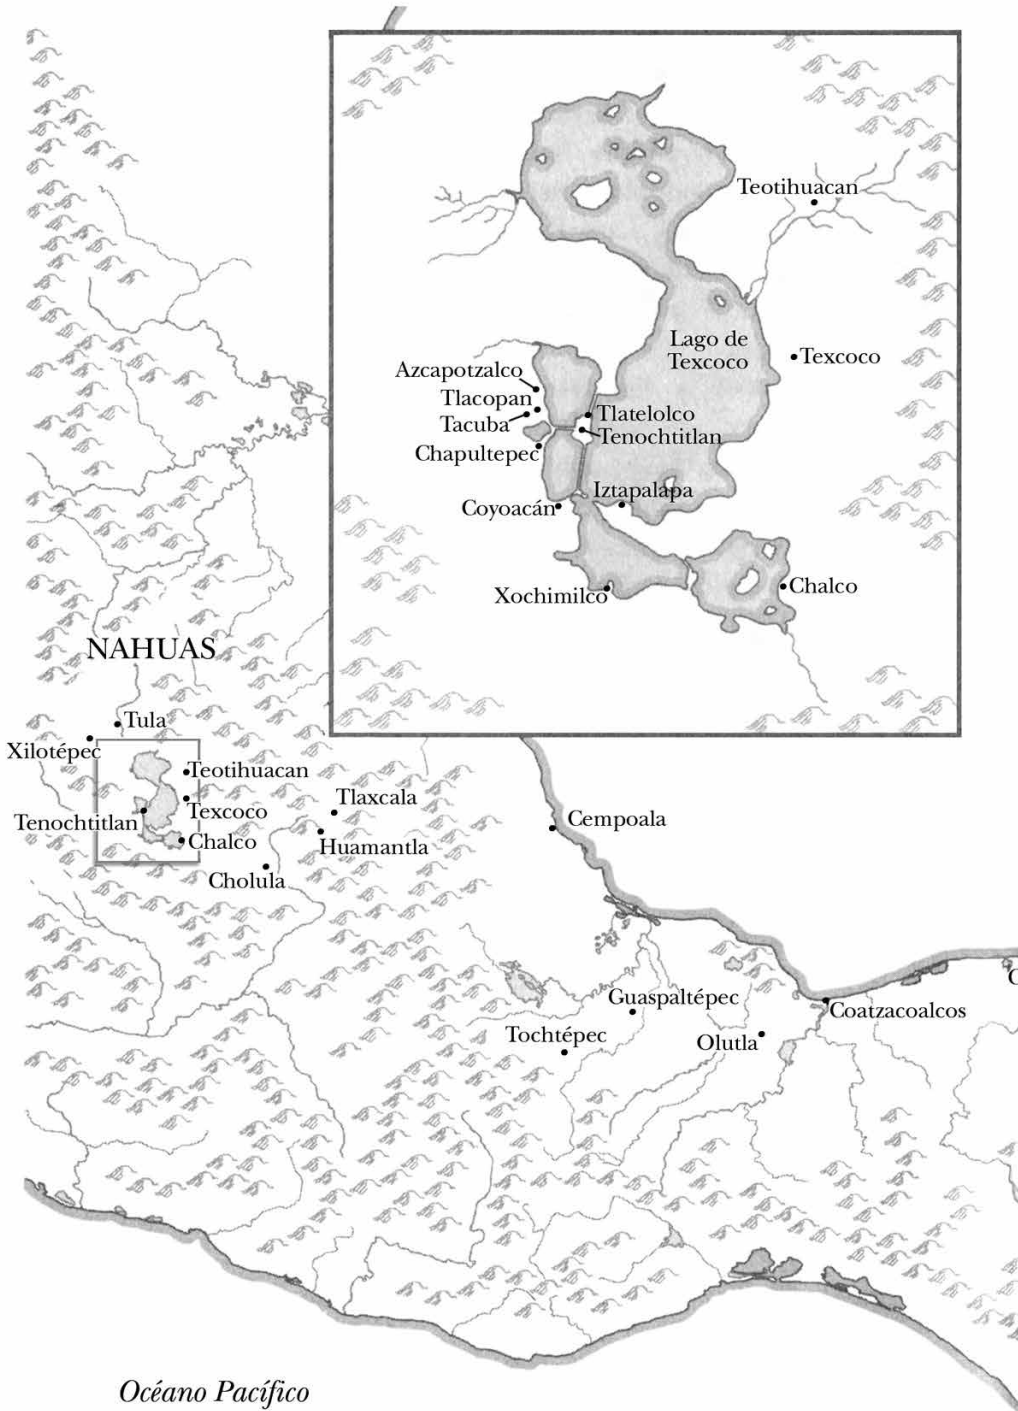 Teotihuacan
Lago de
Texcoco
Texcoco
Azcapotzalco
Tlacopan
Tlatelolco
Tacuba
Tenochtitlan
Chapultepec
Iztapalapa
Coyoacán
Chalco
Xochimilco
NAHUAS
Tula
Xilotépec
Teotihuacan
Tlaxcala
Texcoco
Tenochtitlan
Cempoala
Chalco
Huamantla
Cholula
Guaspaltépec
Coatzacoalcos
Tochtépec
Olutla
Océano Pacífico